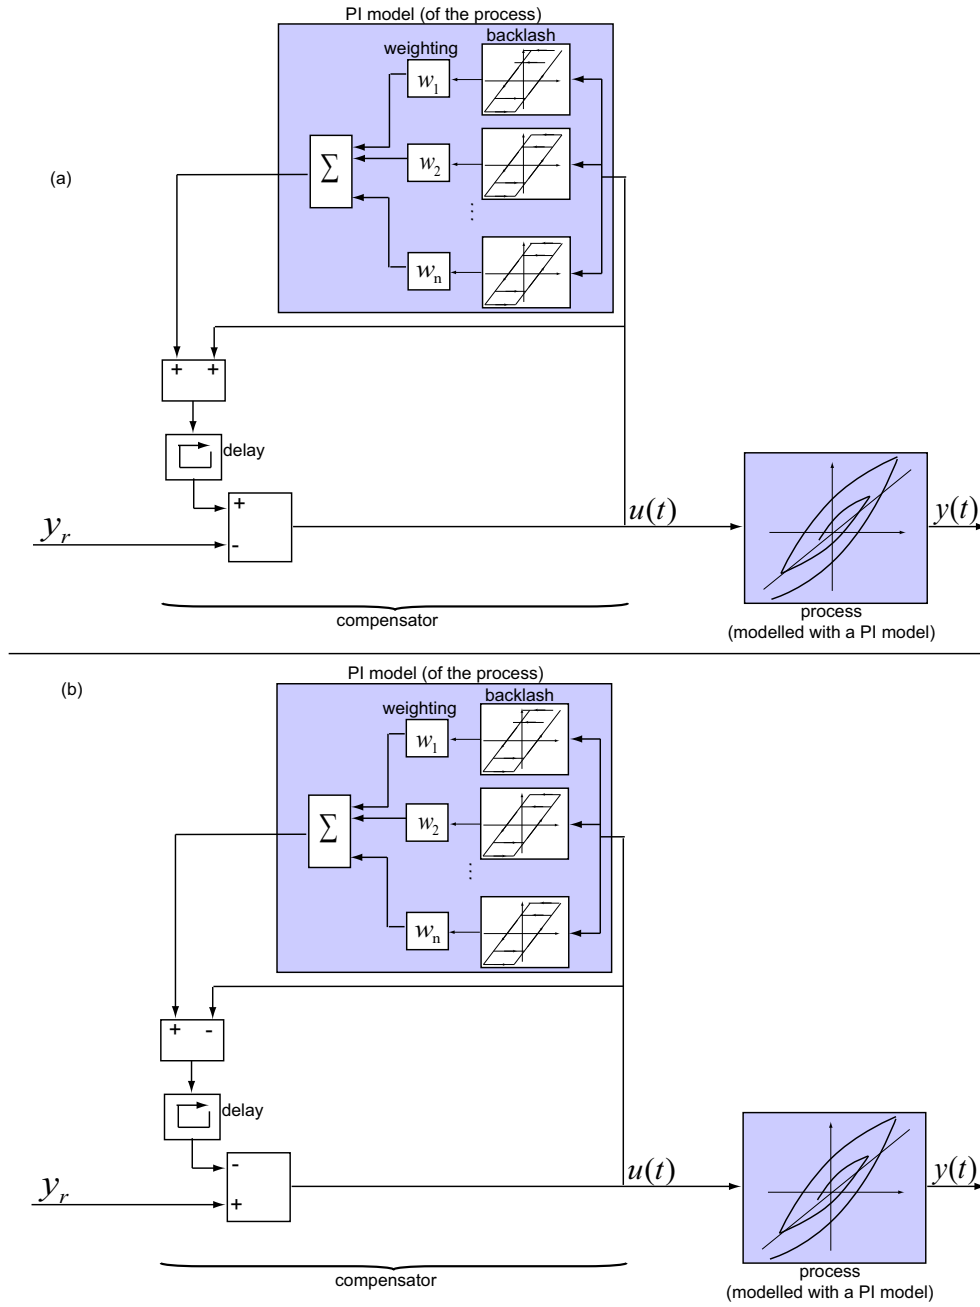 PI model (of the process)
weighting
backlash
w1
(a)
∑
w2
⋮
wn
+ +
delay
+
yr
-
u(t)
y(t)
compensator
process
(modelled with a PI model)
PI model (of the process)
(b)
weighting
backlash
w1
∑
w2
⋮
wn
+ -
delay
-
yr
+
u(t)
y(t)
compensator
process
(modelled with a PI model)